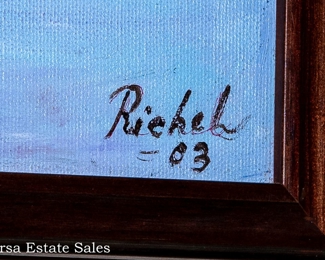 Richel
-03
rsa Estate Sales